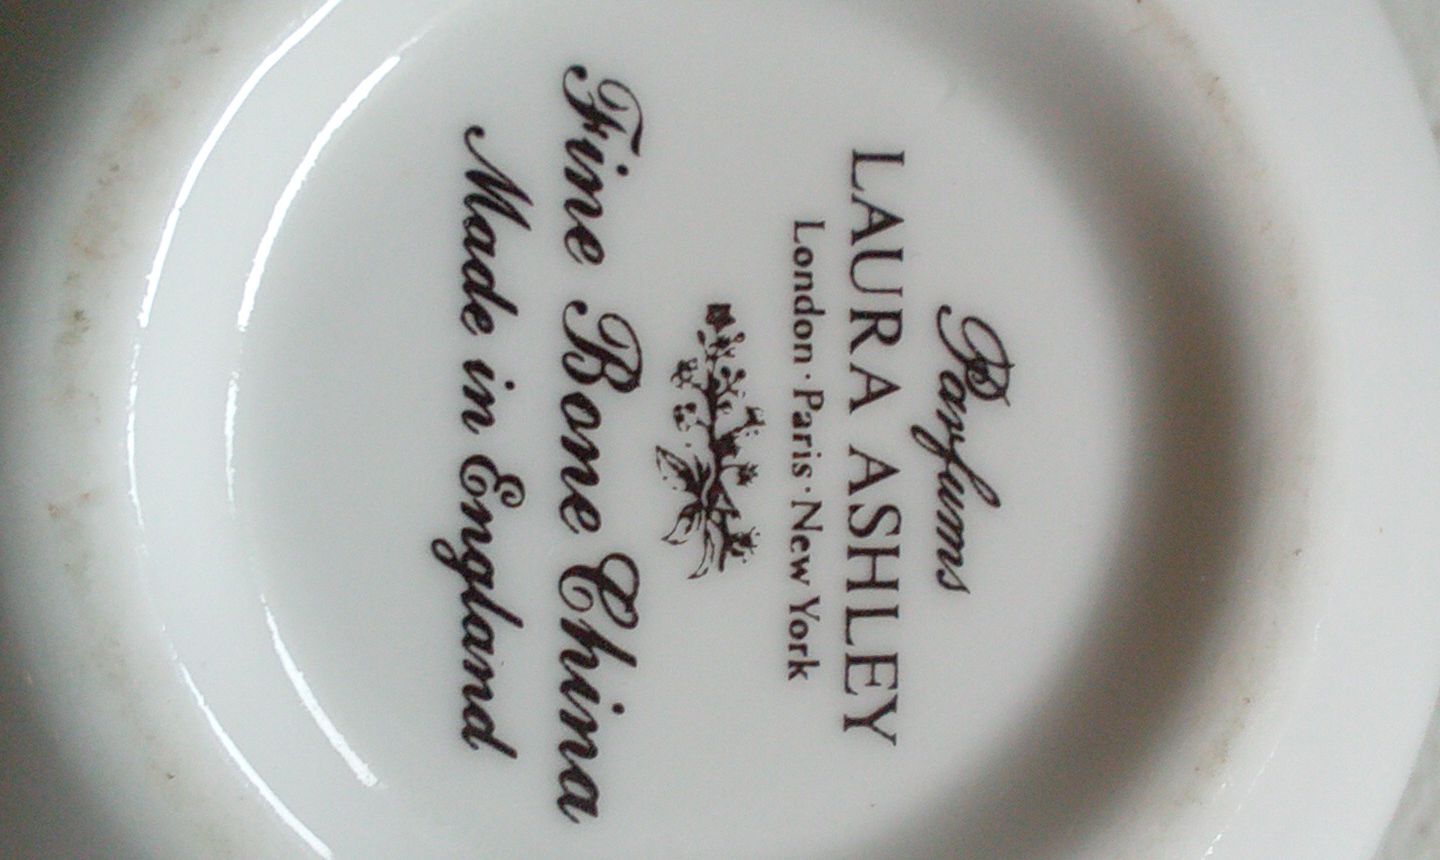 Parfums
LAURA ASHLEY
London · Paris · New York
Fine Bone China
Made in England